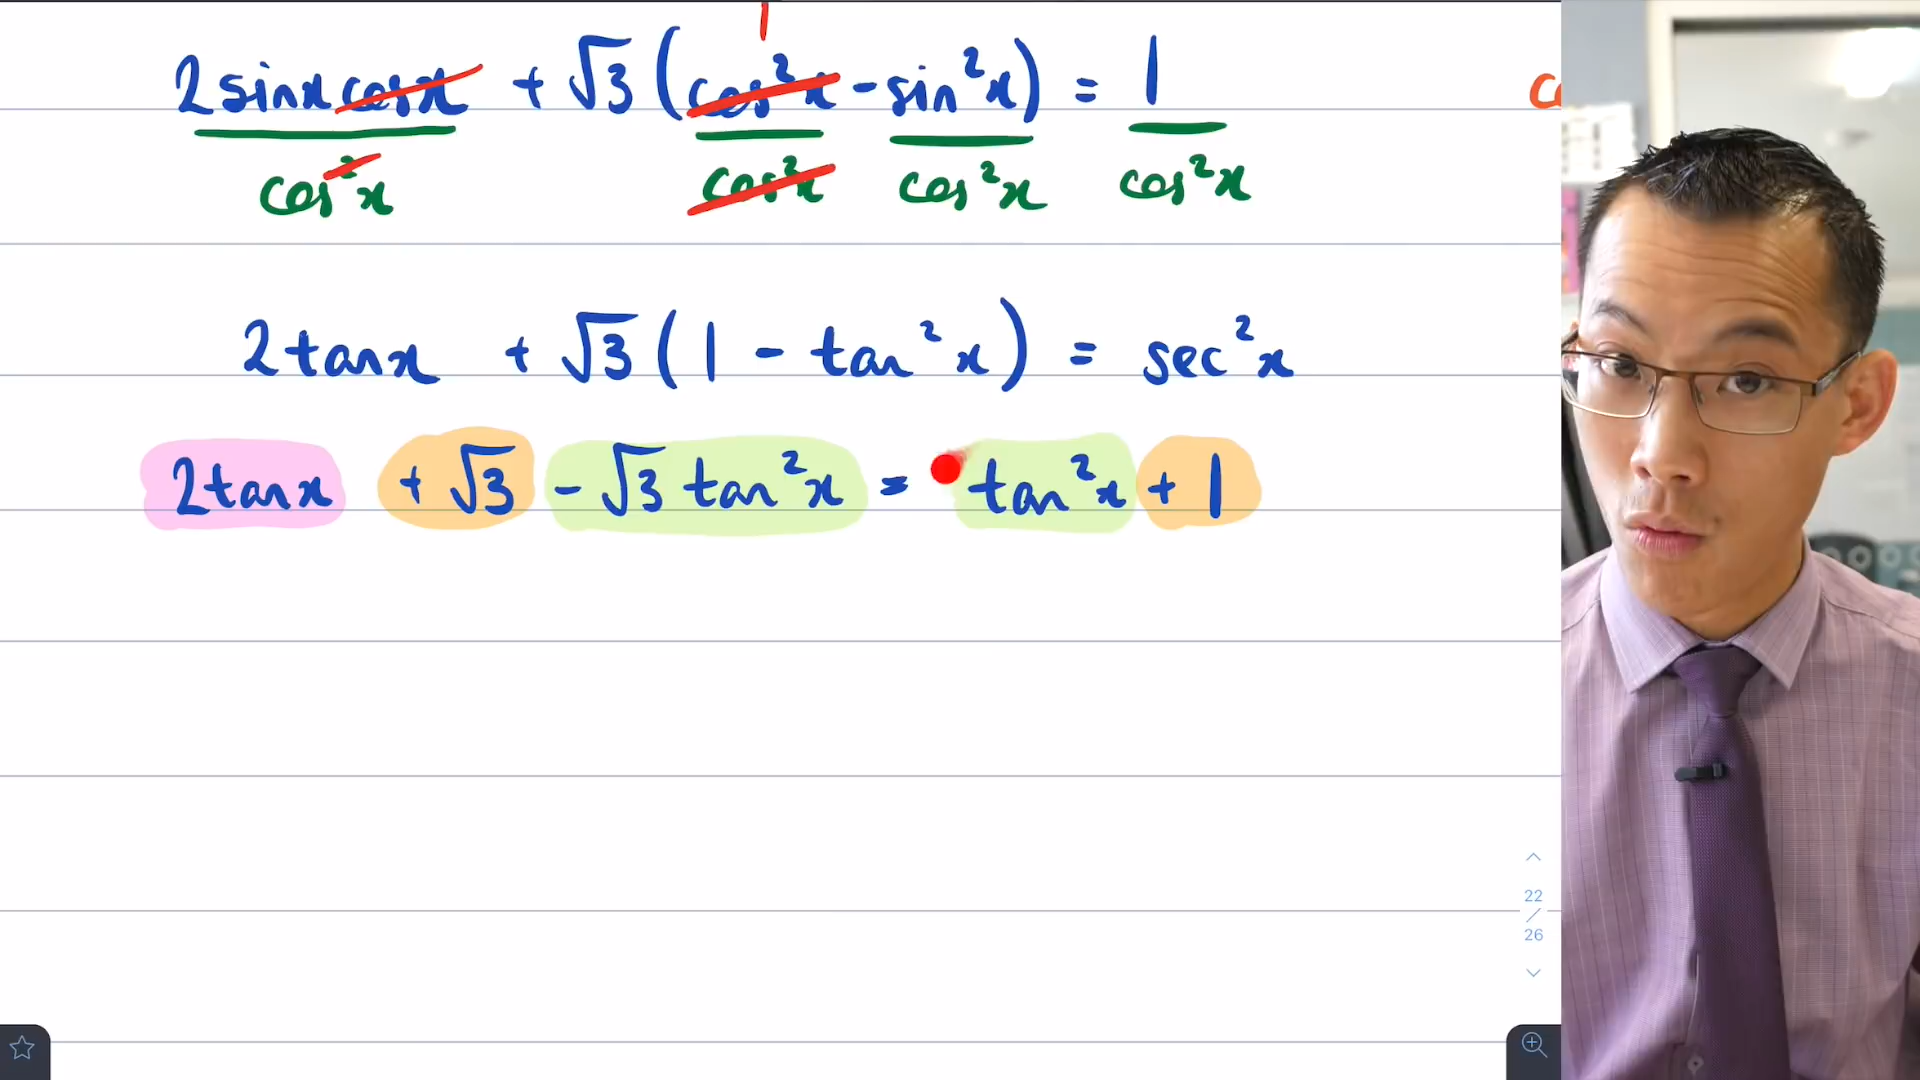 1
2sinx cosx + √3 (cos²x - sin²x) = 1
cos²x cos²x cos²x cos²x
2tanx + √3 (1 - tan²x) = sec²x
2tanx + √3 - √3 tan²x = tan²x + 1
22
/
26